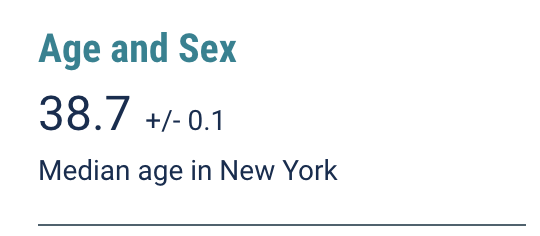 Age and Sex
38.7 +/- 0.1
Median age in New York